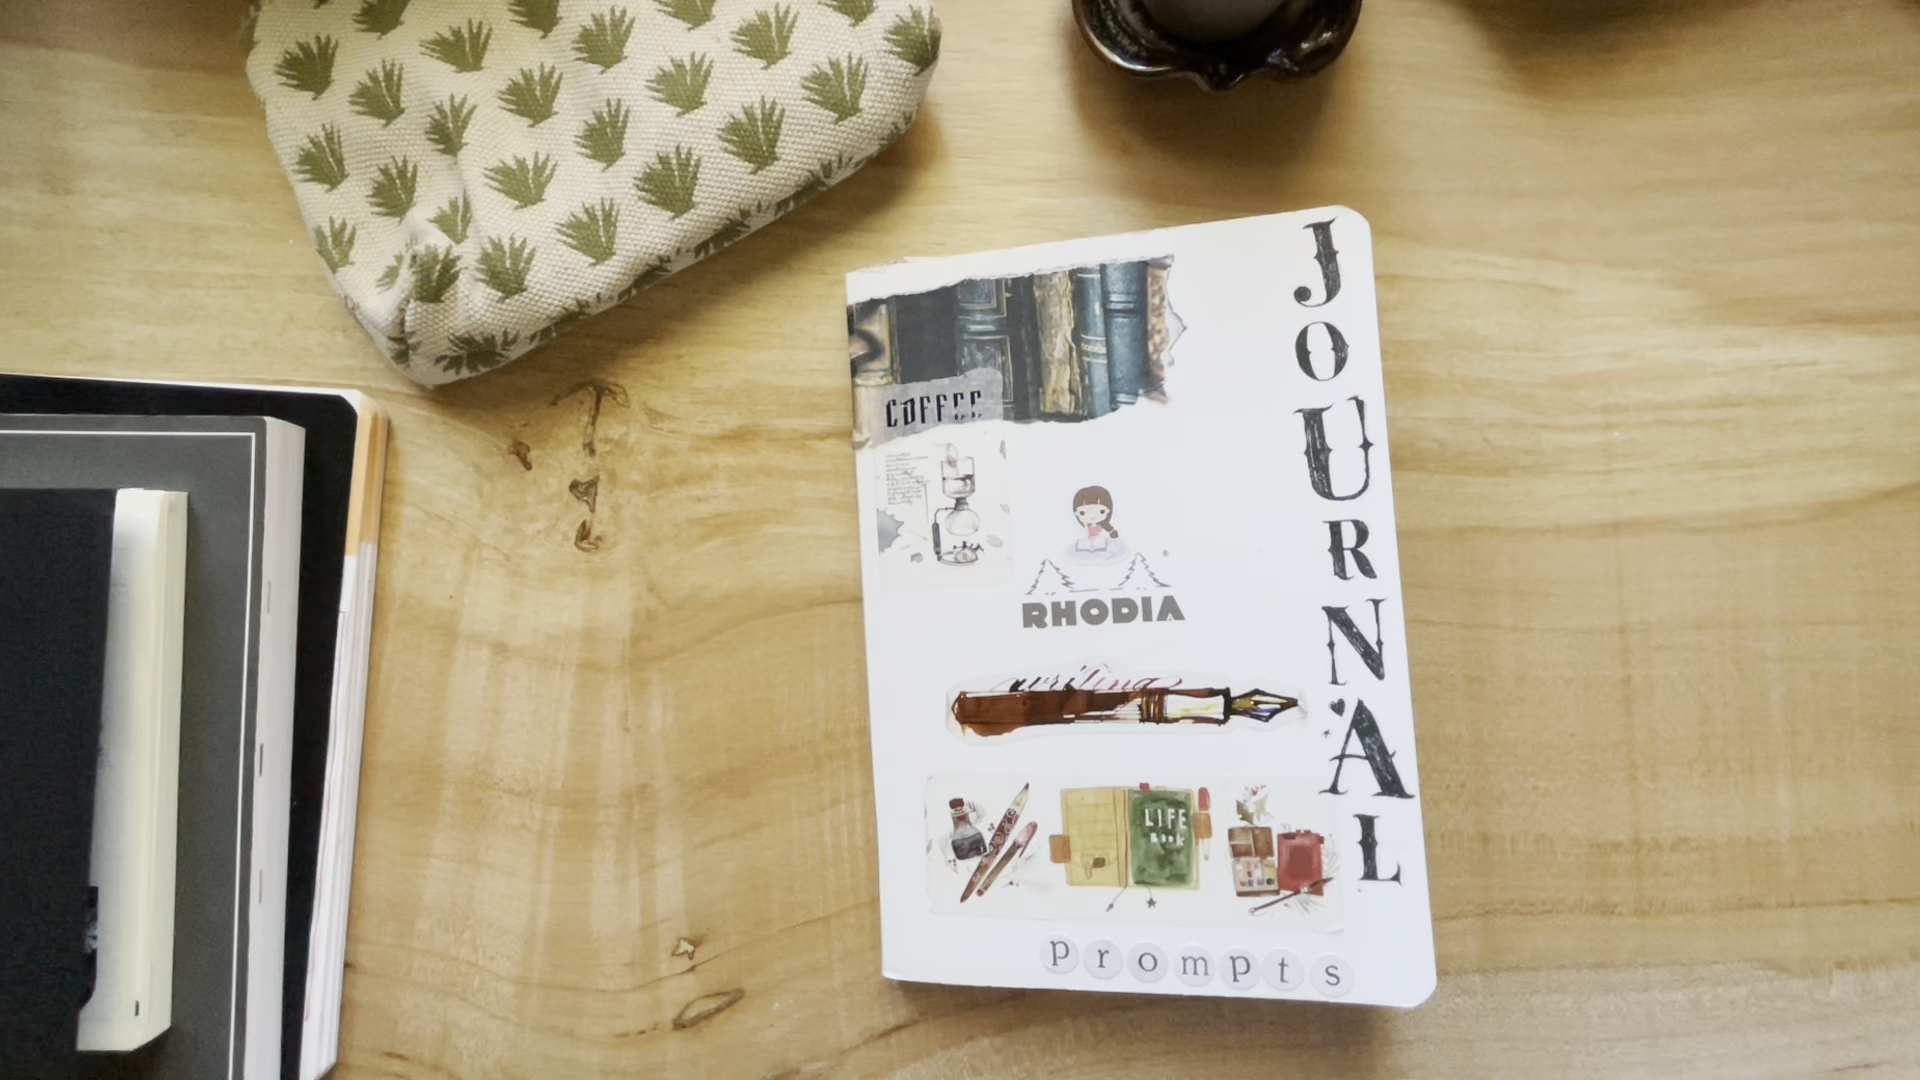 JOURNAL
COFFEE
RHODIA
writing
LIFE
BOOK
prompts